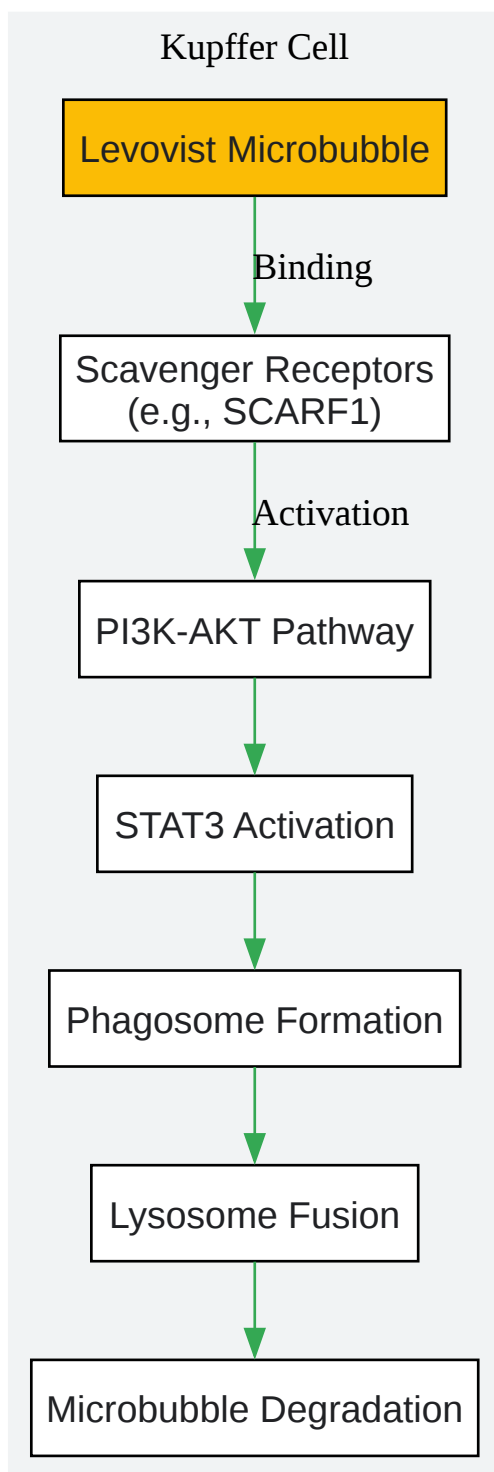 Kupffer Cell
Levovist Microbubble
Binding
Scavenger Receptors
(e.g., SCARF1)
Activation
PI3K-AKT Pathway
STAT3 Activation
Phagosome Formation
Lysosome Fusion
Microbubble Degradation